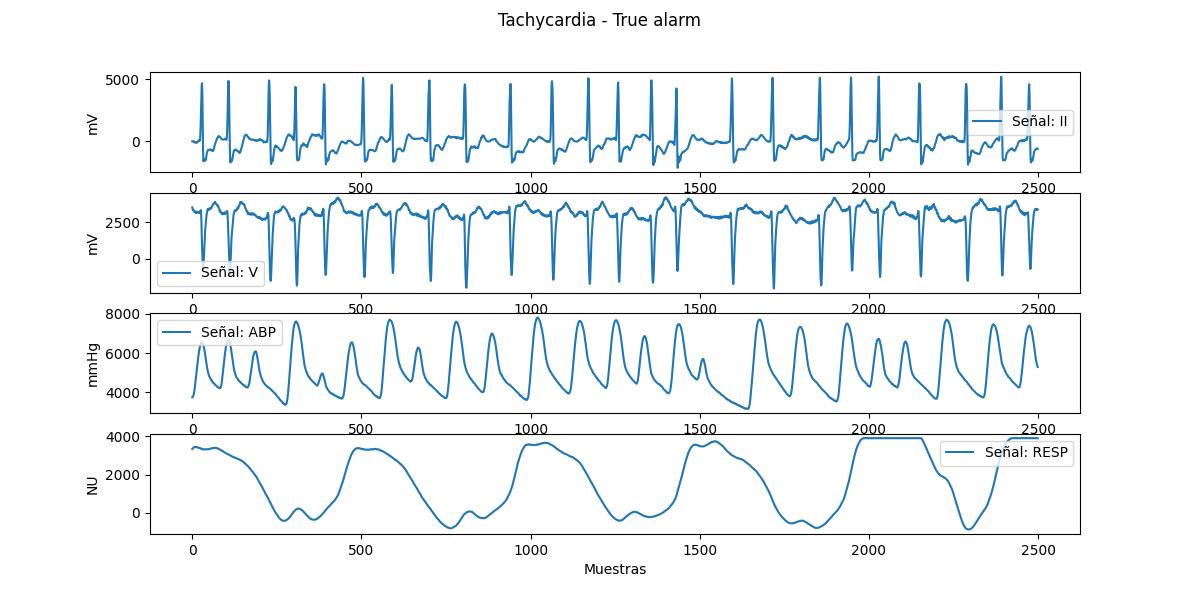 Tachycardia - True alarm
5000
0
mV
Señal: II
0 500 1000 1500 2000 2500
2500
0
mV
Señal: V
0 500 1000 1500 2000 2500
8000
6000
4000
mmHg
Señal: ABP
0 500 1000 1500 2000 2500
4000
2000
0
NU
Señal: RESP
0 500 1000 1500 2000 2500
Muestras